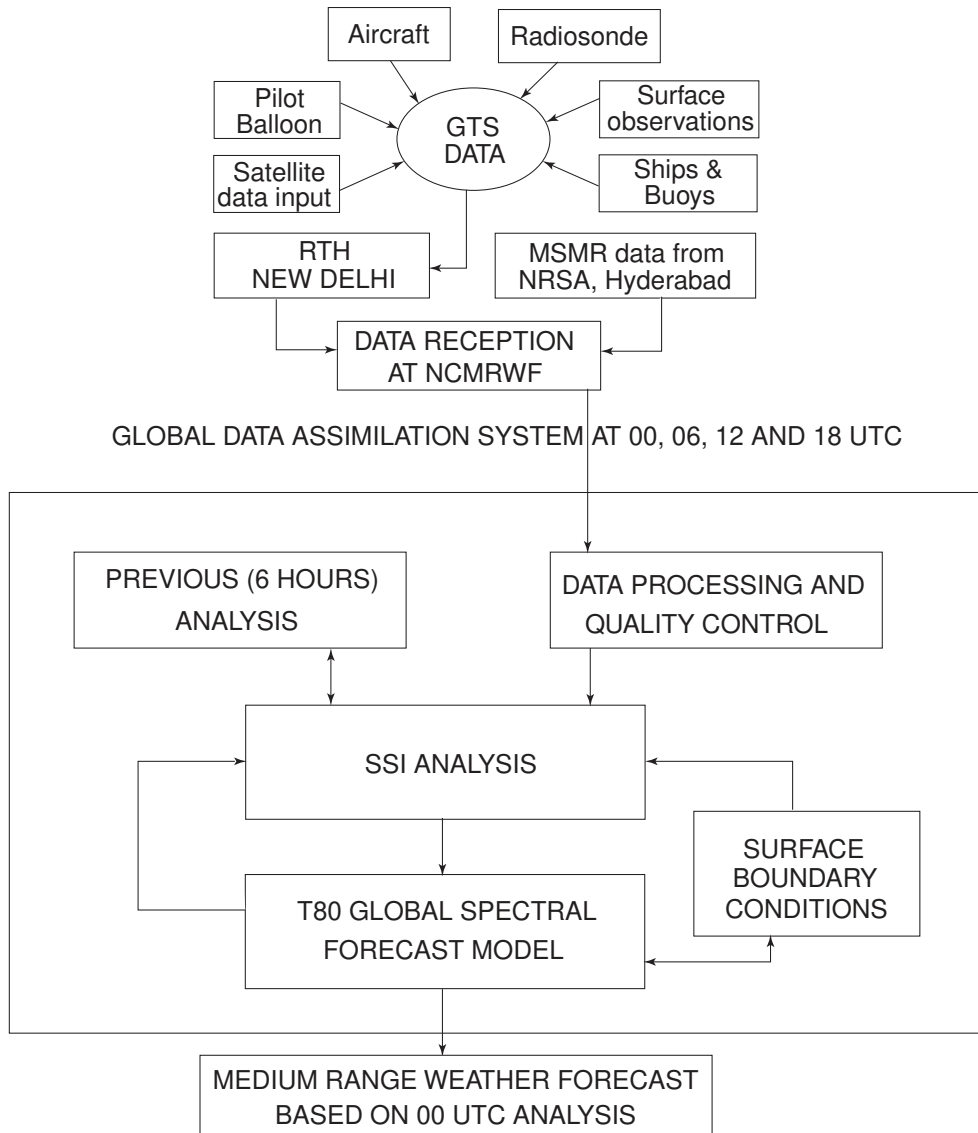 Aircraft
Radiosonde
Pilot
Balloon
GTS
DATA
Surface
observations
Satellite
data input
Ships &
Buoys
RTH
NEW DELHI
MSMR data from
NRSA, Hyderabad
DATA RECEPTION
AT NCMRWF
GLOBAL DATA ASSIMILATION SYSTEM AT 00, 06, 12 AND 18 UTC
PREVIOUS (6 HOURS)
ANALYSIS
DATA PROCESSING AND
QUALITY CONTROL
SSI ANALYSIS
SURFACE
BOUNDARY
CONDITIONS
T80 GLOBAL SPECTRAL
FORECAST MODEL
MEDIUM RANGE WEATHER FORECAST
BASED ON 00 UTC ANALYSIS